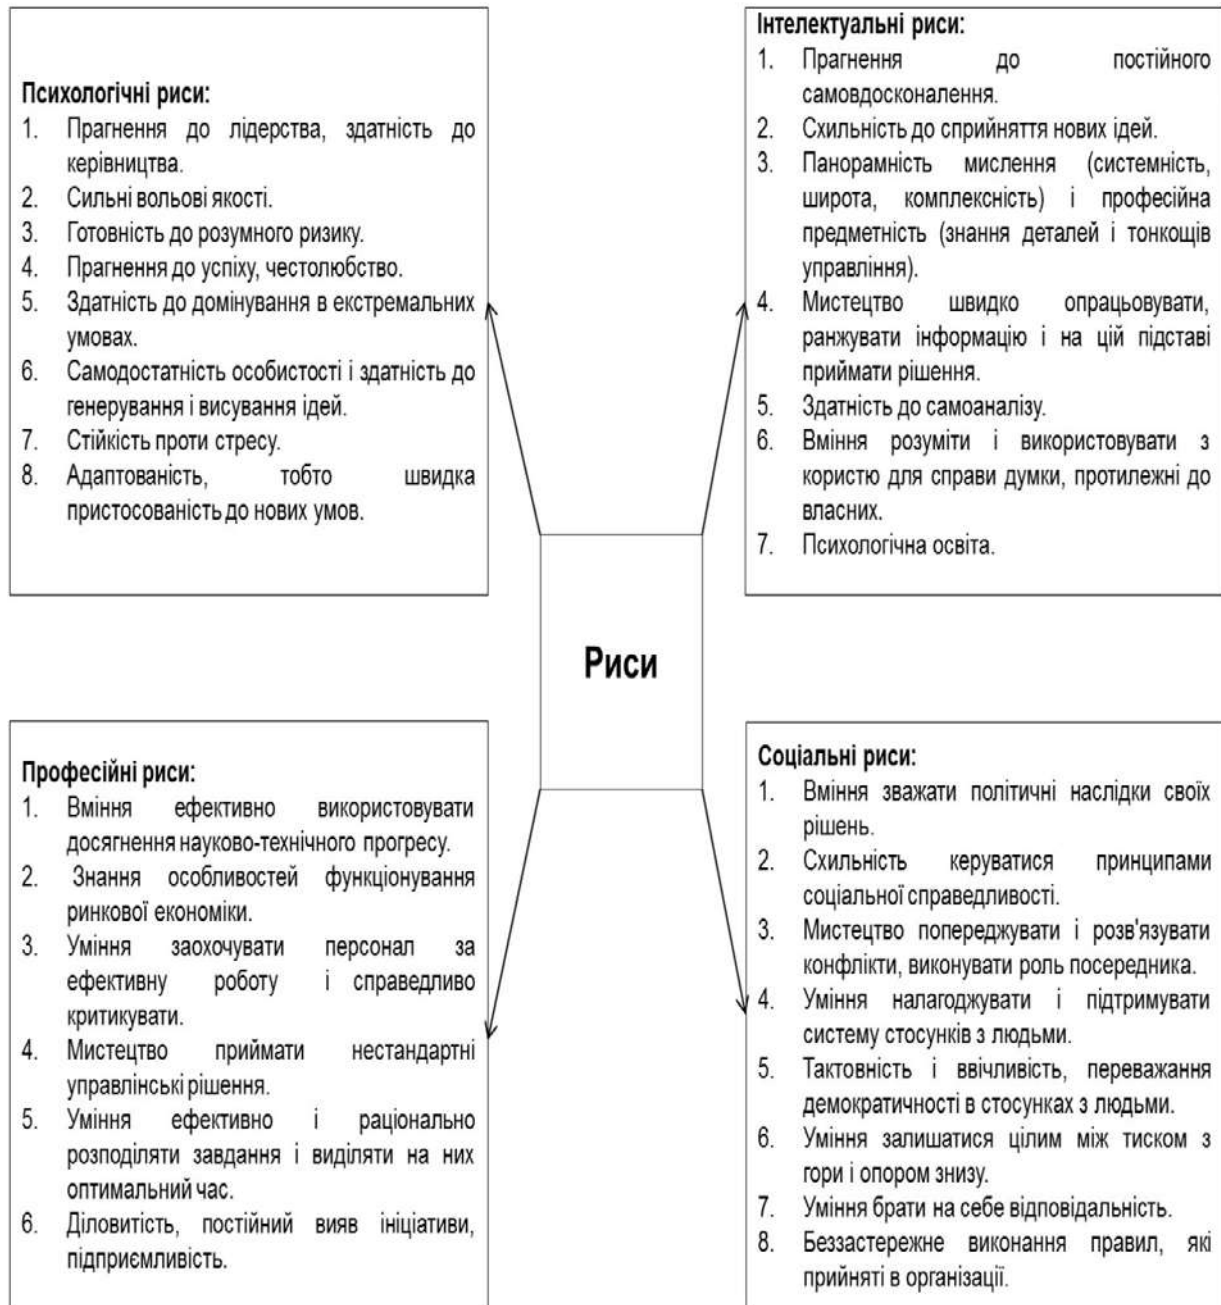 Психологічні риси:
1. Прагнення до лідерства, здатність до
керівництва.
2. Сильні вольові якості.
3. Готовність до розумного ризику.
4. Прагнення до успіху, честолюбство.
5. Здатність до домінування в екстремальних
умовах.
6. Самодостатність особистості і здатність до
генерування і висування ідей.
7. Стійкість проти стресу.
8. Адаптованість, тобто швидка
пристосованість до нових умов.
Інтелектуальні риси:
1. Прагнення до постійного
самовдосконалення.
2. Схильність до сприйняття нових ідей.
3. Панорамність мислення (системність,
широта, комплексність) і професійна
предметність (знання деталей і тонкощів
управління).
4. Мистецтво швидко опрацьовувати,
ранжувати інформацію і на цій підставі
приймати рішення.
5. Здатність до самоаналізу.
6. Вміння розуміти і використовувати з
користю для справи думки, протилежні до
власних.
7. Психологічна освіта.
Риси
Професійні риси:
1. Вміння ефективно використовувати
досягнення науково-технічного прогресу.
2. Знання особливостей функціонування
ринкової економіки.
3. Уміння заохочувати персонал за
ефективну роботу і справедливо
критикувати.
4. Мистецтво приймати нестандартні
управлінські рішення.
5. Уміння ефективно і раціонально
розподіляти завдання і виділяти на них
оптимальний час.
6. Діловитість, постійний вияв ініціативи,
підприємливість.
Соціальні риси:
1. Вміння зважати політичні наслідки своїх
рішень.
2. Схильність керуватися принципами
соціальної справедливості.
3. Мистецтво попереджувати і розв'язувати
конфлікти, виконувати роль посередника.
4. Уміння налагоджувати і підтримувати
систему стосунків з людьми.
5. Тактовність і ввічливість, переважання
демократичності в стосунках з людьми.
6. Уміння залишатися цілим між тиском з
гори і опором знизу.
7. Уміння брати на себе відповідальність.
8. Беззастережне виконання правил, які
прийняті в організації.